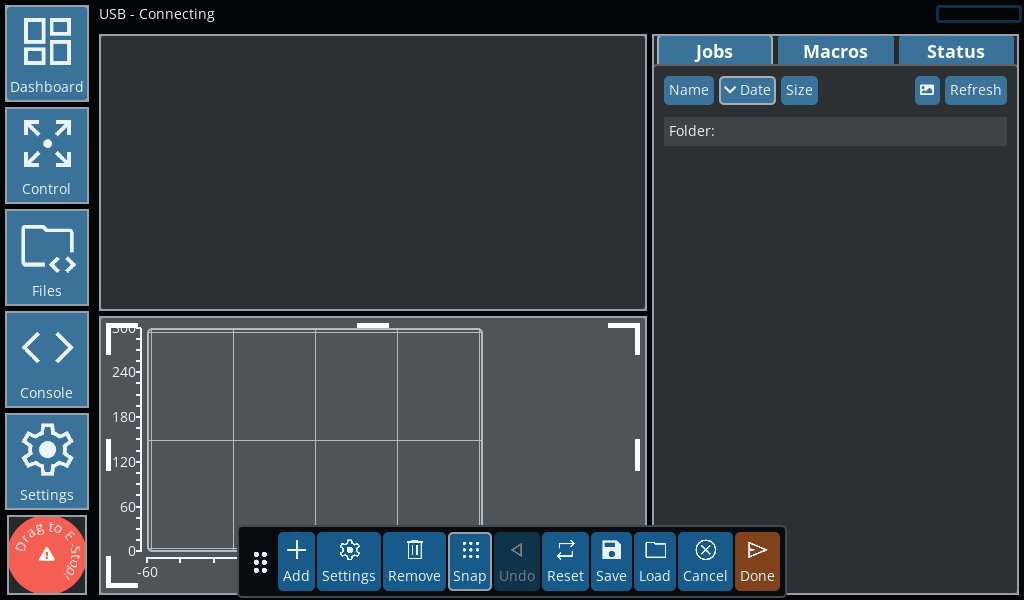 USB - Connecting
Dashboard
Control
Files
Console
Settings
Drag to E-Stop!
Jobs Macros Status
Name Date Size Refresh
Folder:
300
240
180
120
60
0
-60
Add Settings Remove Snap Undo Reset Save Load Cancel Done